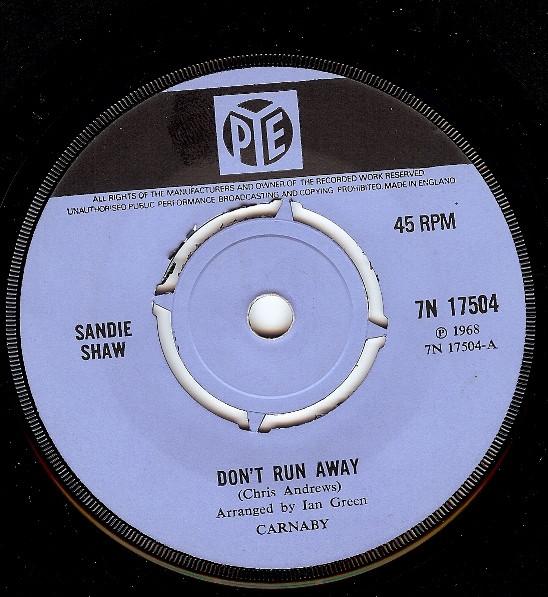 PYE
ALL RIGHTS OF THE MANUFACTURERS AND OWNER OF THE RECORDED WORK RESERVED
UNAUTHORISED PUBLIC PERFORMANCE BROADCASTING AND COPYING PROHIBITED. MADE IN ENGLAND
45 RPM
SANDIE
SHAW
7N 17504
℗ 1968
7N 17504-A
DON'T RUN AWAY
(Chris Andrews)
Arranged by Ian Green
CARNABY